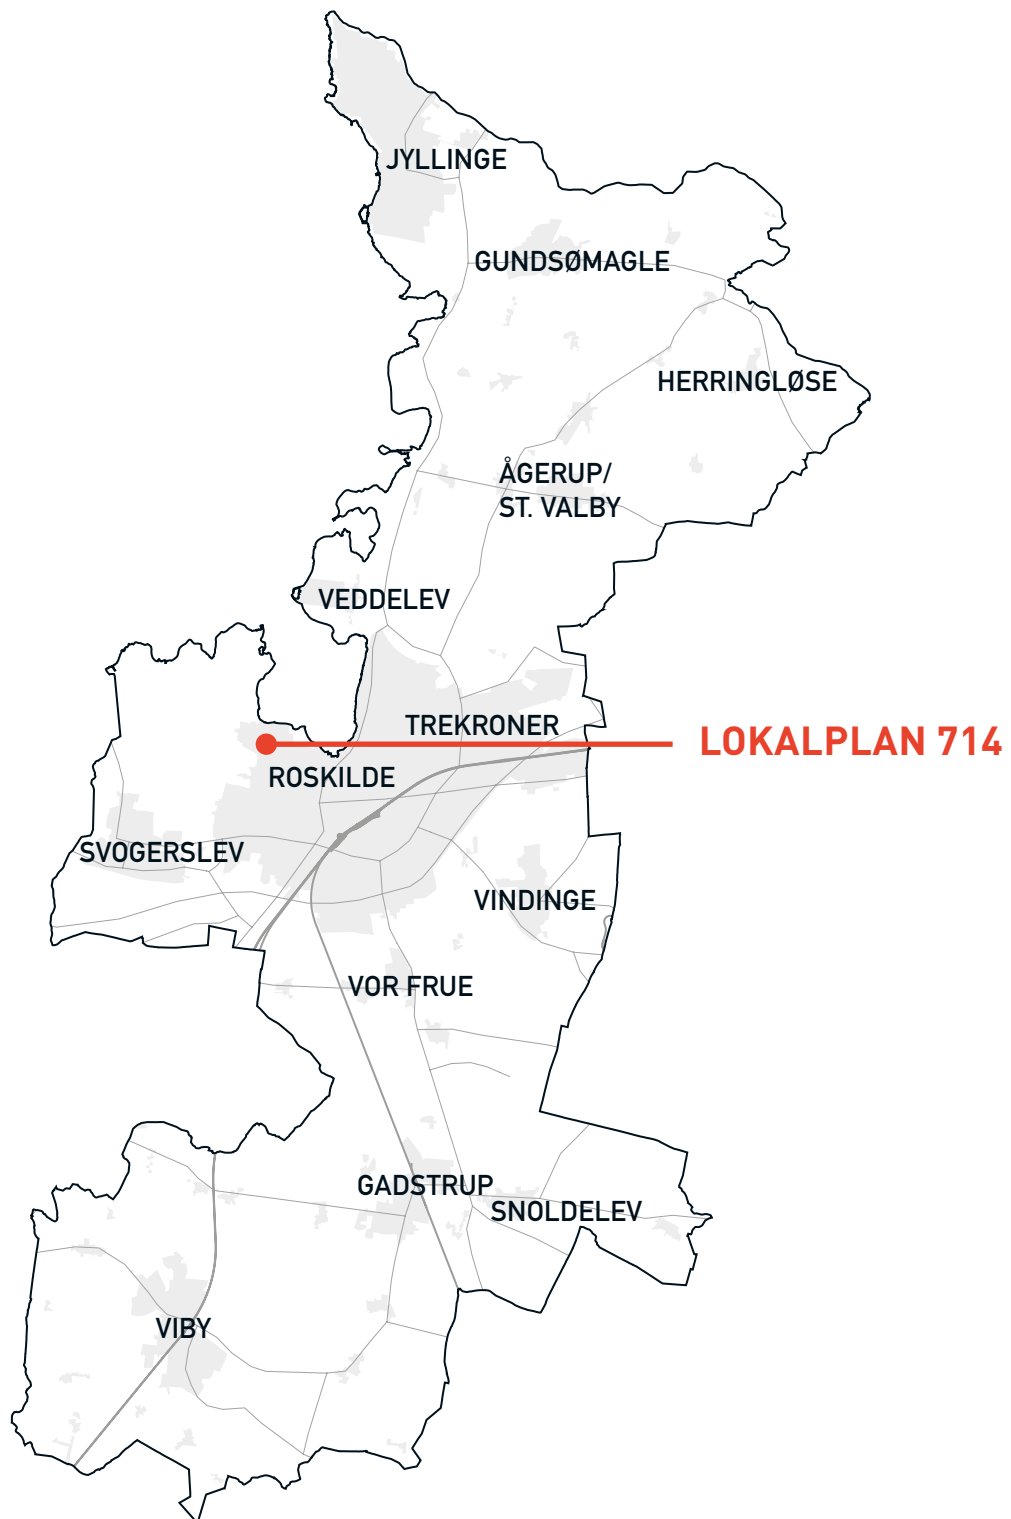 JYLLINGE
GUNDSØMAGLE
HERRINGLØSE
ÅGERUP/
ST. VALBY
VEDDELEV
TREKRONER
LOKALPLAN 714
ROSKILDE
SVOGERSLEV
VINDINGE
VOR FRUE
GADSTRUP
SNOLDELEV
VIBY